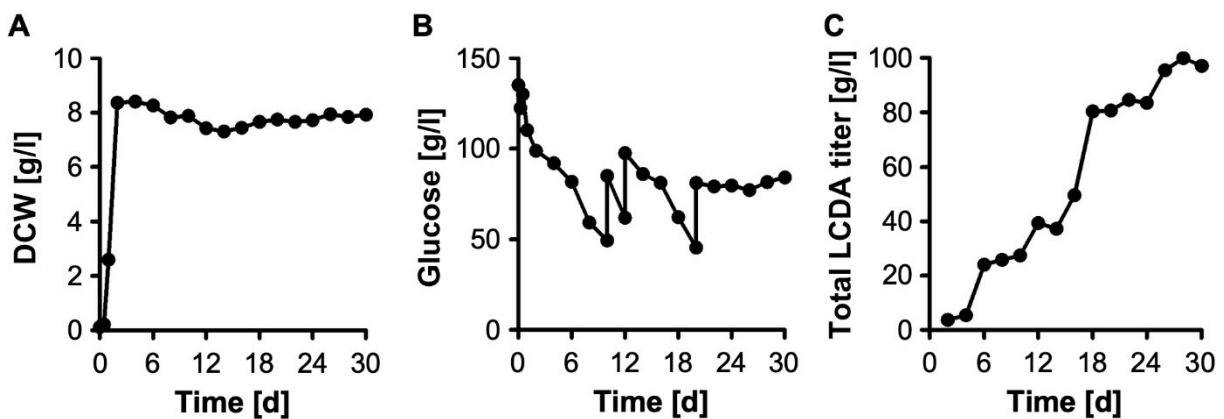 A
DCW [g/l]
10
8
6
4
2
0
0 6 12 18 24 30
Time [d]
B
Glucose [g/l]
150
100
50
0
0 6 12 18 24 30
Time [d]
C
Total LCDA titer [g/l]
100
80
60
40
20
0
0 6 12 18 24 30
Time [d]